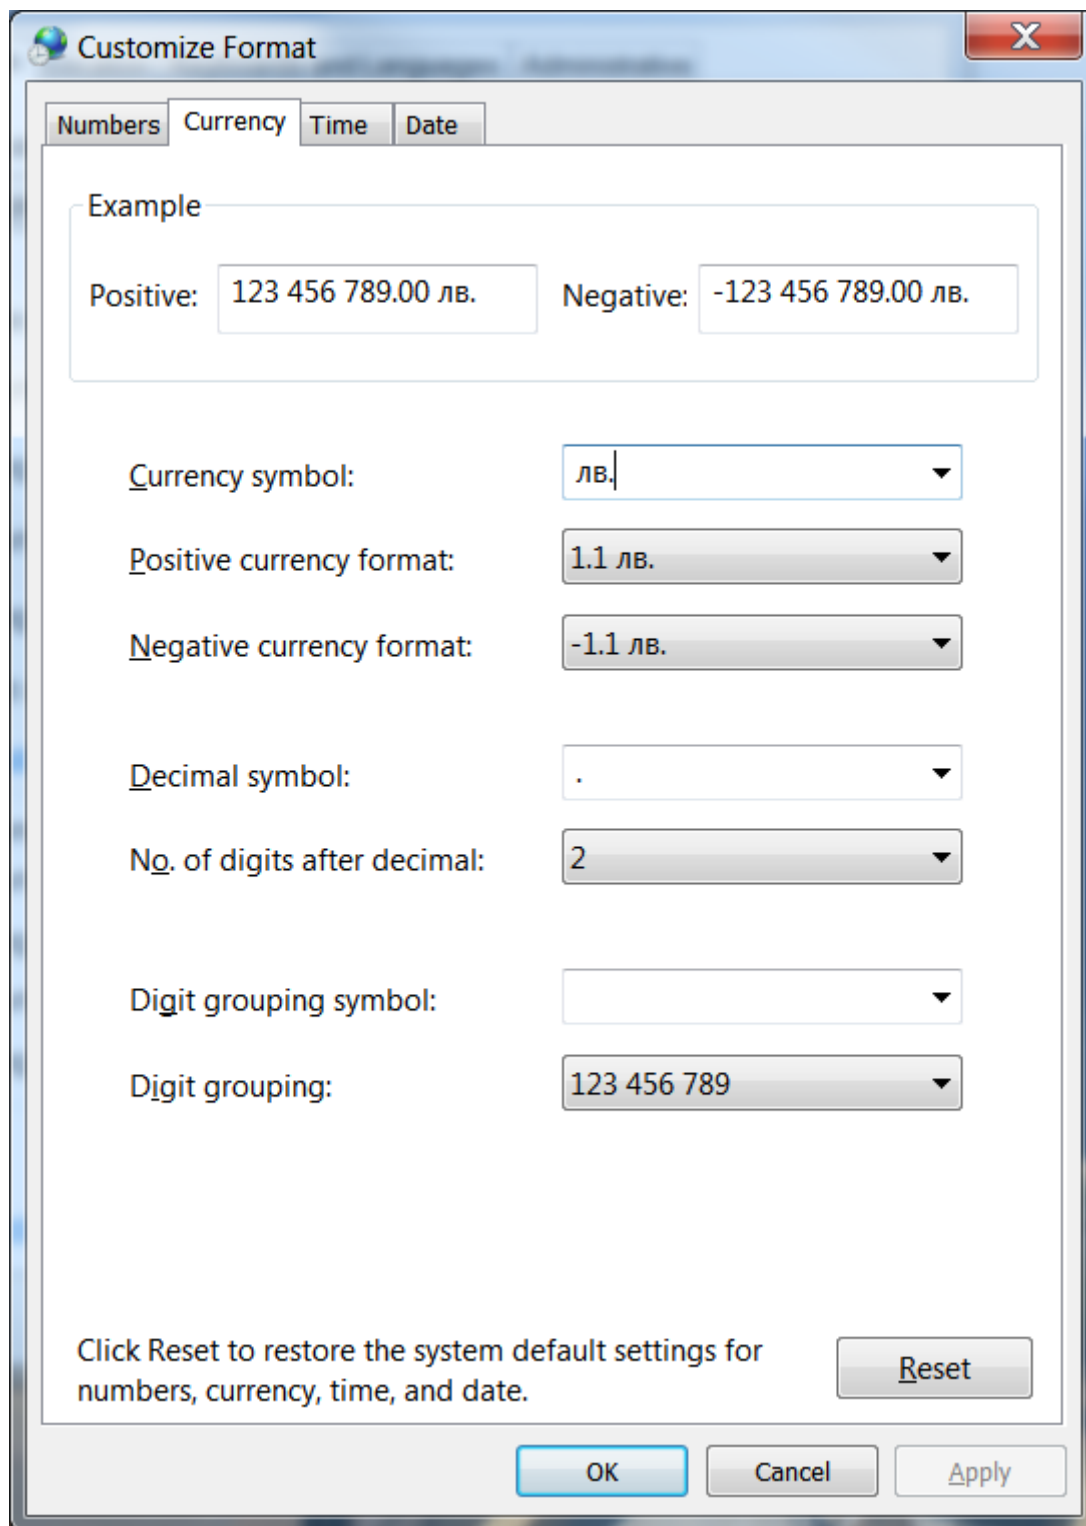 Customize Format
and Languages Administrative
Numbers Currency Time Date
Example
Positive: 123 456 789.00 лв. Negative: -123 456 789.00 лв.
Currency symbol: лв.
Positive currency format: 1.1 лв.
Negative currency format: -1.1 лв.
Decimal symbol: .
No. of digits after decimal: 2
Digit grouping symbol:
Digit grouping: 123 456 789
Click Reset to restore the system default settings for
numbers, currency, time, and date.
Reset
OK Cancel Apply